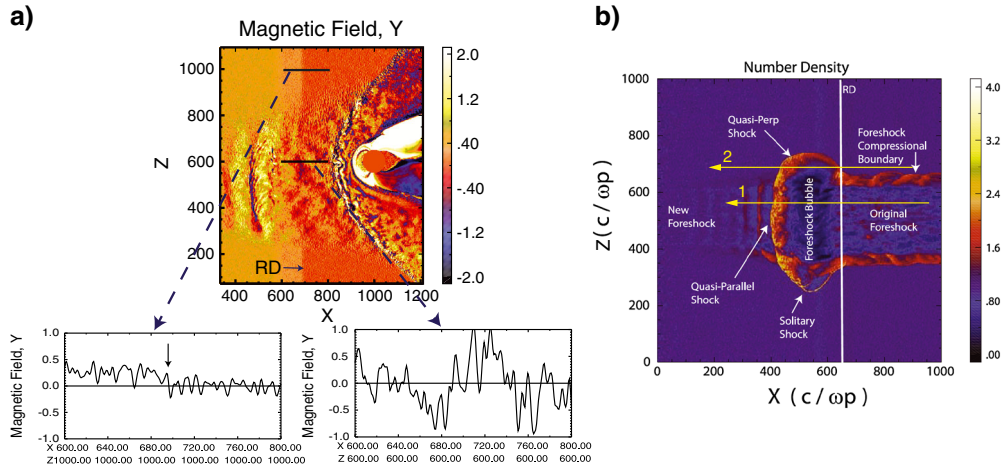 a)
Magnetic Field, Y
1000
800
600
400
200
Z
400 600 800 1000 1200
X
RD
2.0
1.2
.40
-.40
-1.2
-2.0
Magnetic Field, Y
1.0
0.5
0.0
-0.5
-1.0
X 600.00 640.00 680.00 720.00 760.00 800.00
Z1000.00 1000.00 1000.00 1000.00 1000.00 1000.00
Magnetic Field, Y
1.0
0.5
0.0
-0.5
-1.0
X 600.00 640.00 680.00 720.00 760.00 800.00
Z 600.00 600.00 600.00 600.00 600.00 600.00
b)
Number Density
1000
800
600
400
200
0
Z ( c / ωp )
0 200 400 600 800 1000
X ( c / ωp )
RD
Quasi-Perp
Shock
Foreshock
Compressional
Boundary
2
1
New
Foreshock
Foreshock Bubble
Original
Foreshock
Quasi-Parallel
Shock
Solitary
Shock
4.0
3.2
2.4
1.6
.80
.00